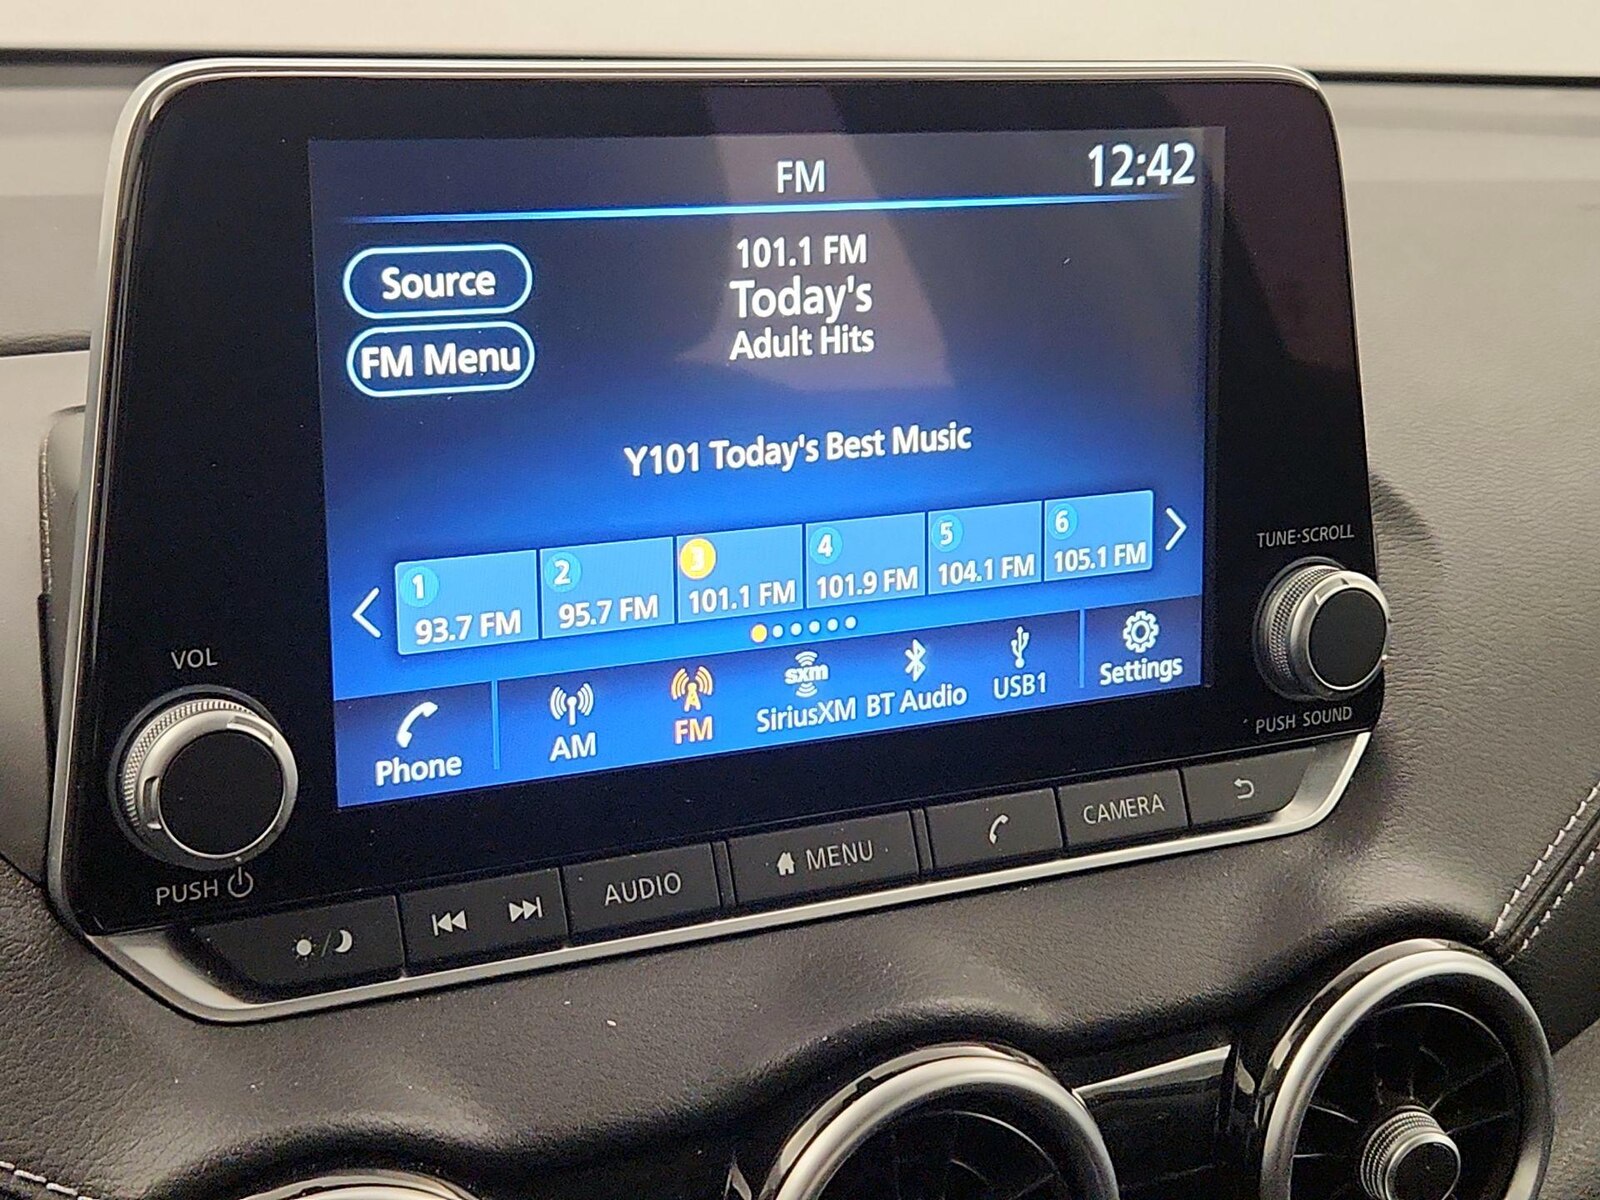 FM
12:42
Source
FM Menu
101.1 FM
Today's
Adult Hits
Y101 Today's Best Music
1
93.7 FM
2
95.7 FM
3
101.1 FM
4
101.9 FM
5
104.1 FM
6
105.1 FM
Phone
AM
A
FM
sxm
SiriusXM
BT Audio
USB1
Settings
VOL
PUSH
TUNE·SCROLL
PUSH SOUND
AUDIO
MENU
CAMERA